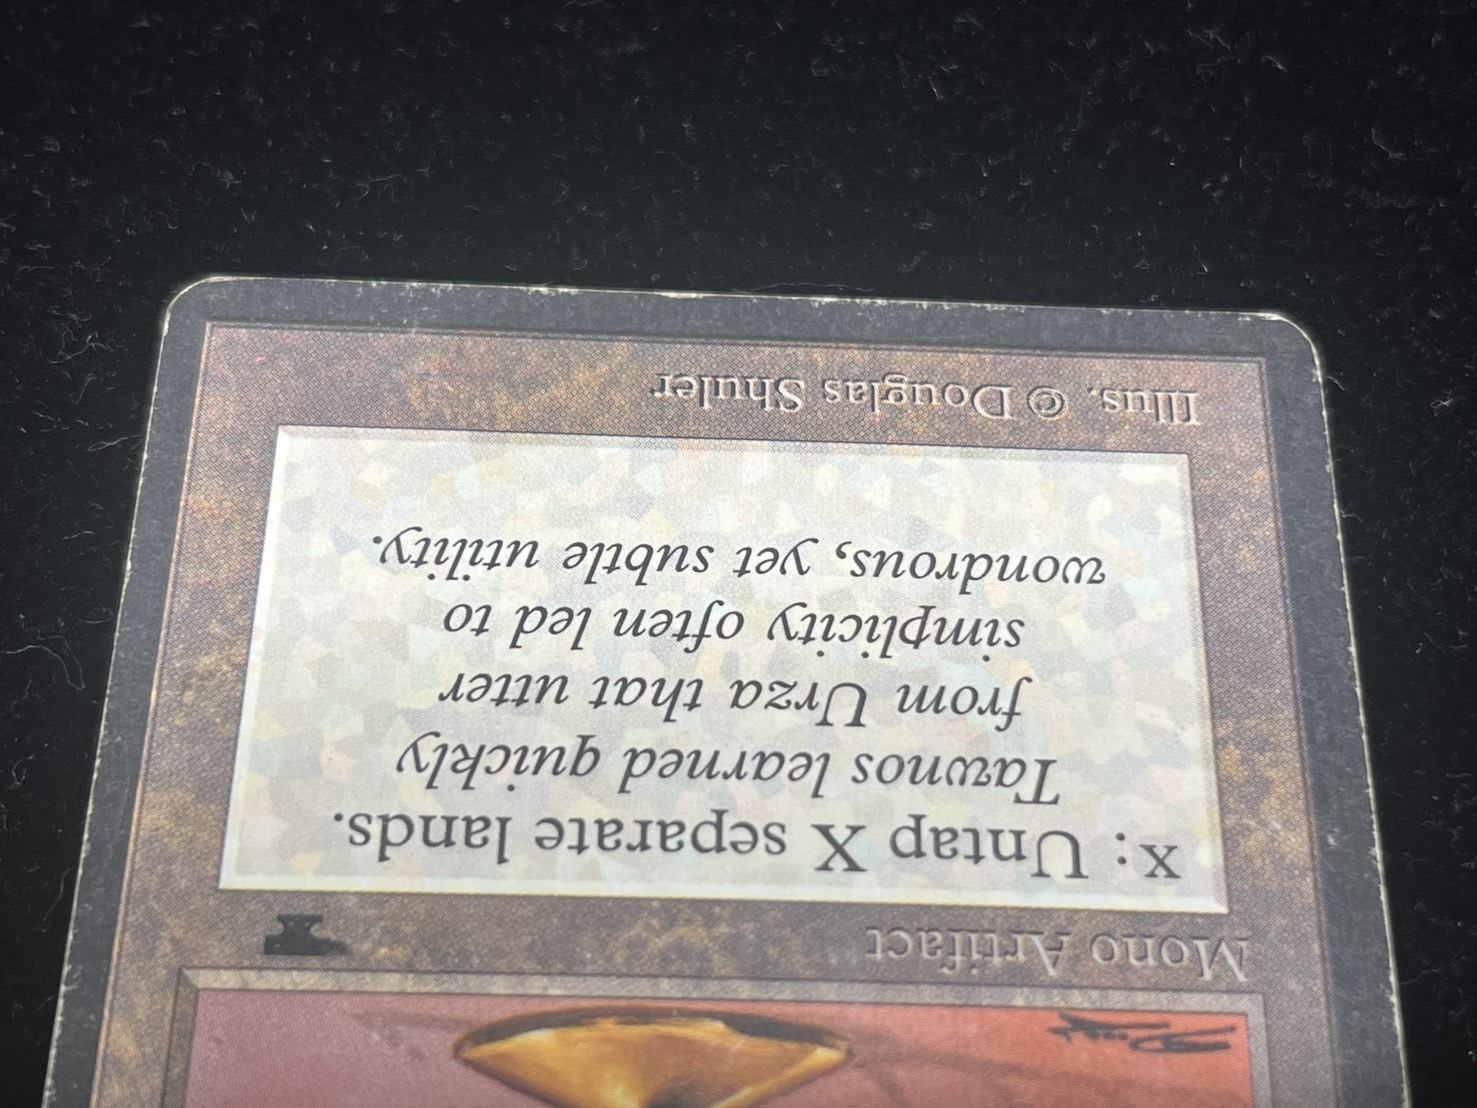 Mono Artifact
x: Untap X separate lands.
Tawnos learned quickly
from Urza that utter
simplicity often led to
wondrous, yet subtle utility.
Illus. © Douglas Shuler